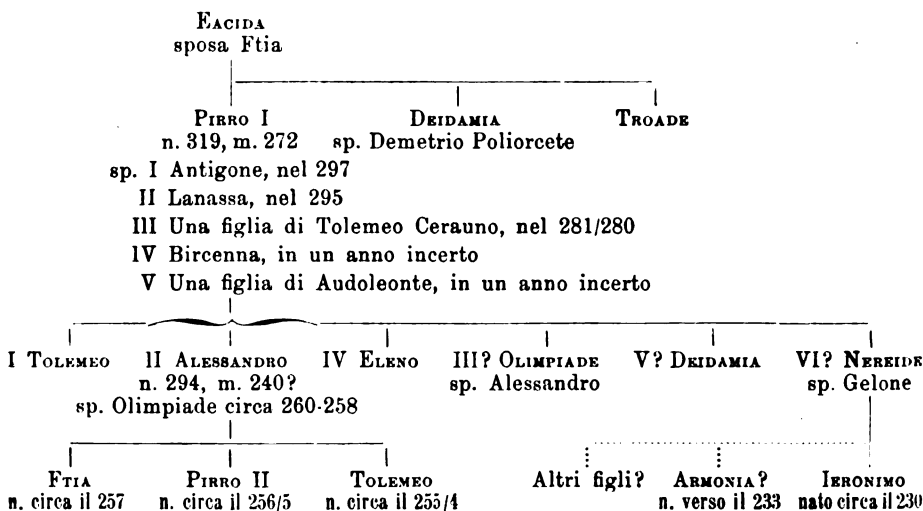 EACIDA
sposa Ftia
PIRRO I DEIDAMIA TROADE
n. 319, m. 272 sp. Demetrio Poliorcete
sp. I Antigone, nel 297
II Lanassa, nel 295
III Una figlia di Tolemeo Cerauno, nel 281/280
IV Bircenna, in un anno incerto
V Una figlia di Audoleonte, in un anno incerto
I TOLEMEO II ALESSANDRO IV ELENO III? OLIMPIADE V? DEIDAMIA VI? NEREIDE
n. 294, m. 240? sp. Alessandro sp. Gelone
sp. Olimpiade circa 260-258
FTIA PIRRO II TOLEMEO Altri figli? ARMONIA? IERONIMO
n. circa il 257 n. circa il 256/5 n. circa il 255/4 n. verso il 233 nato circa il 230